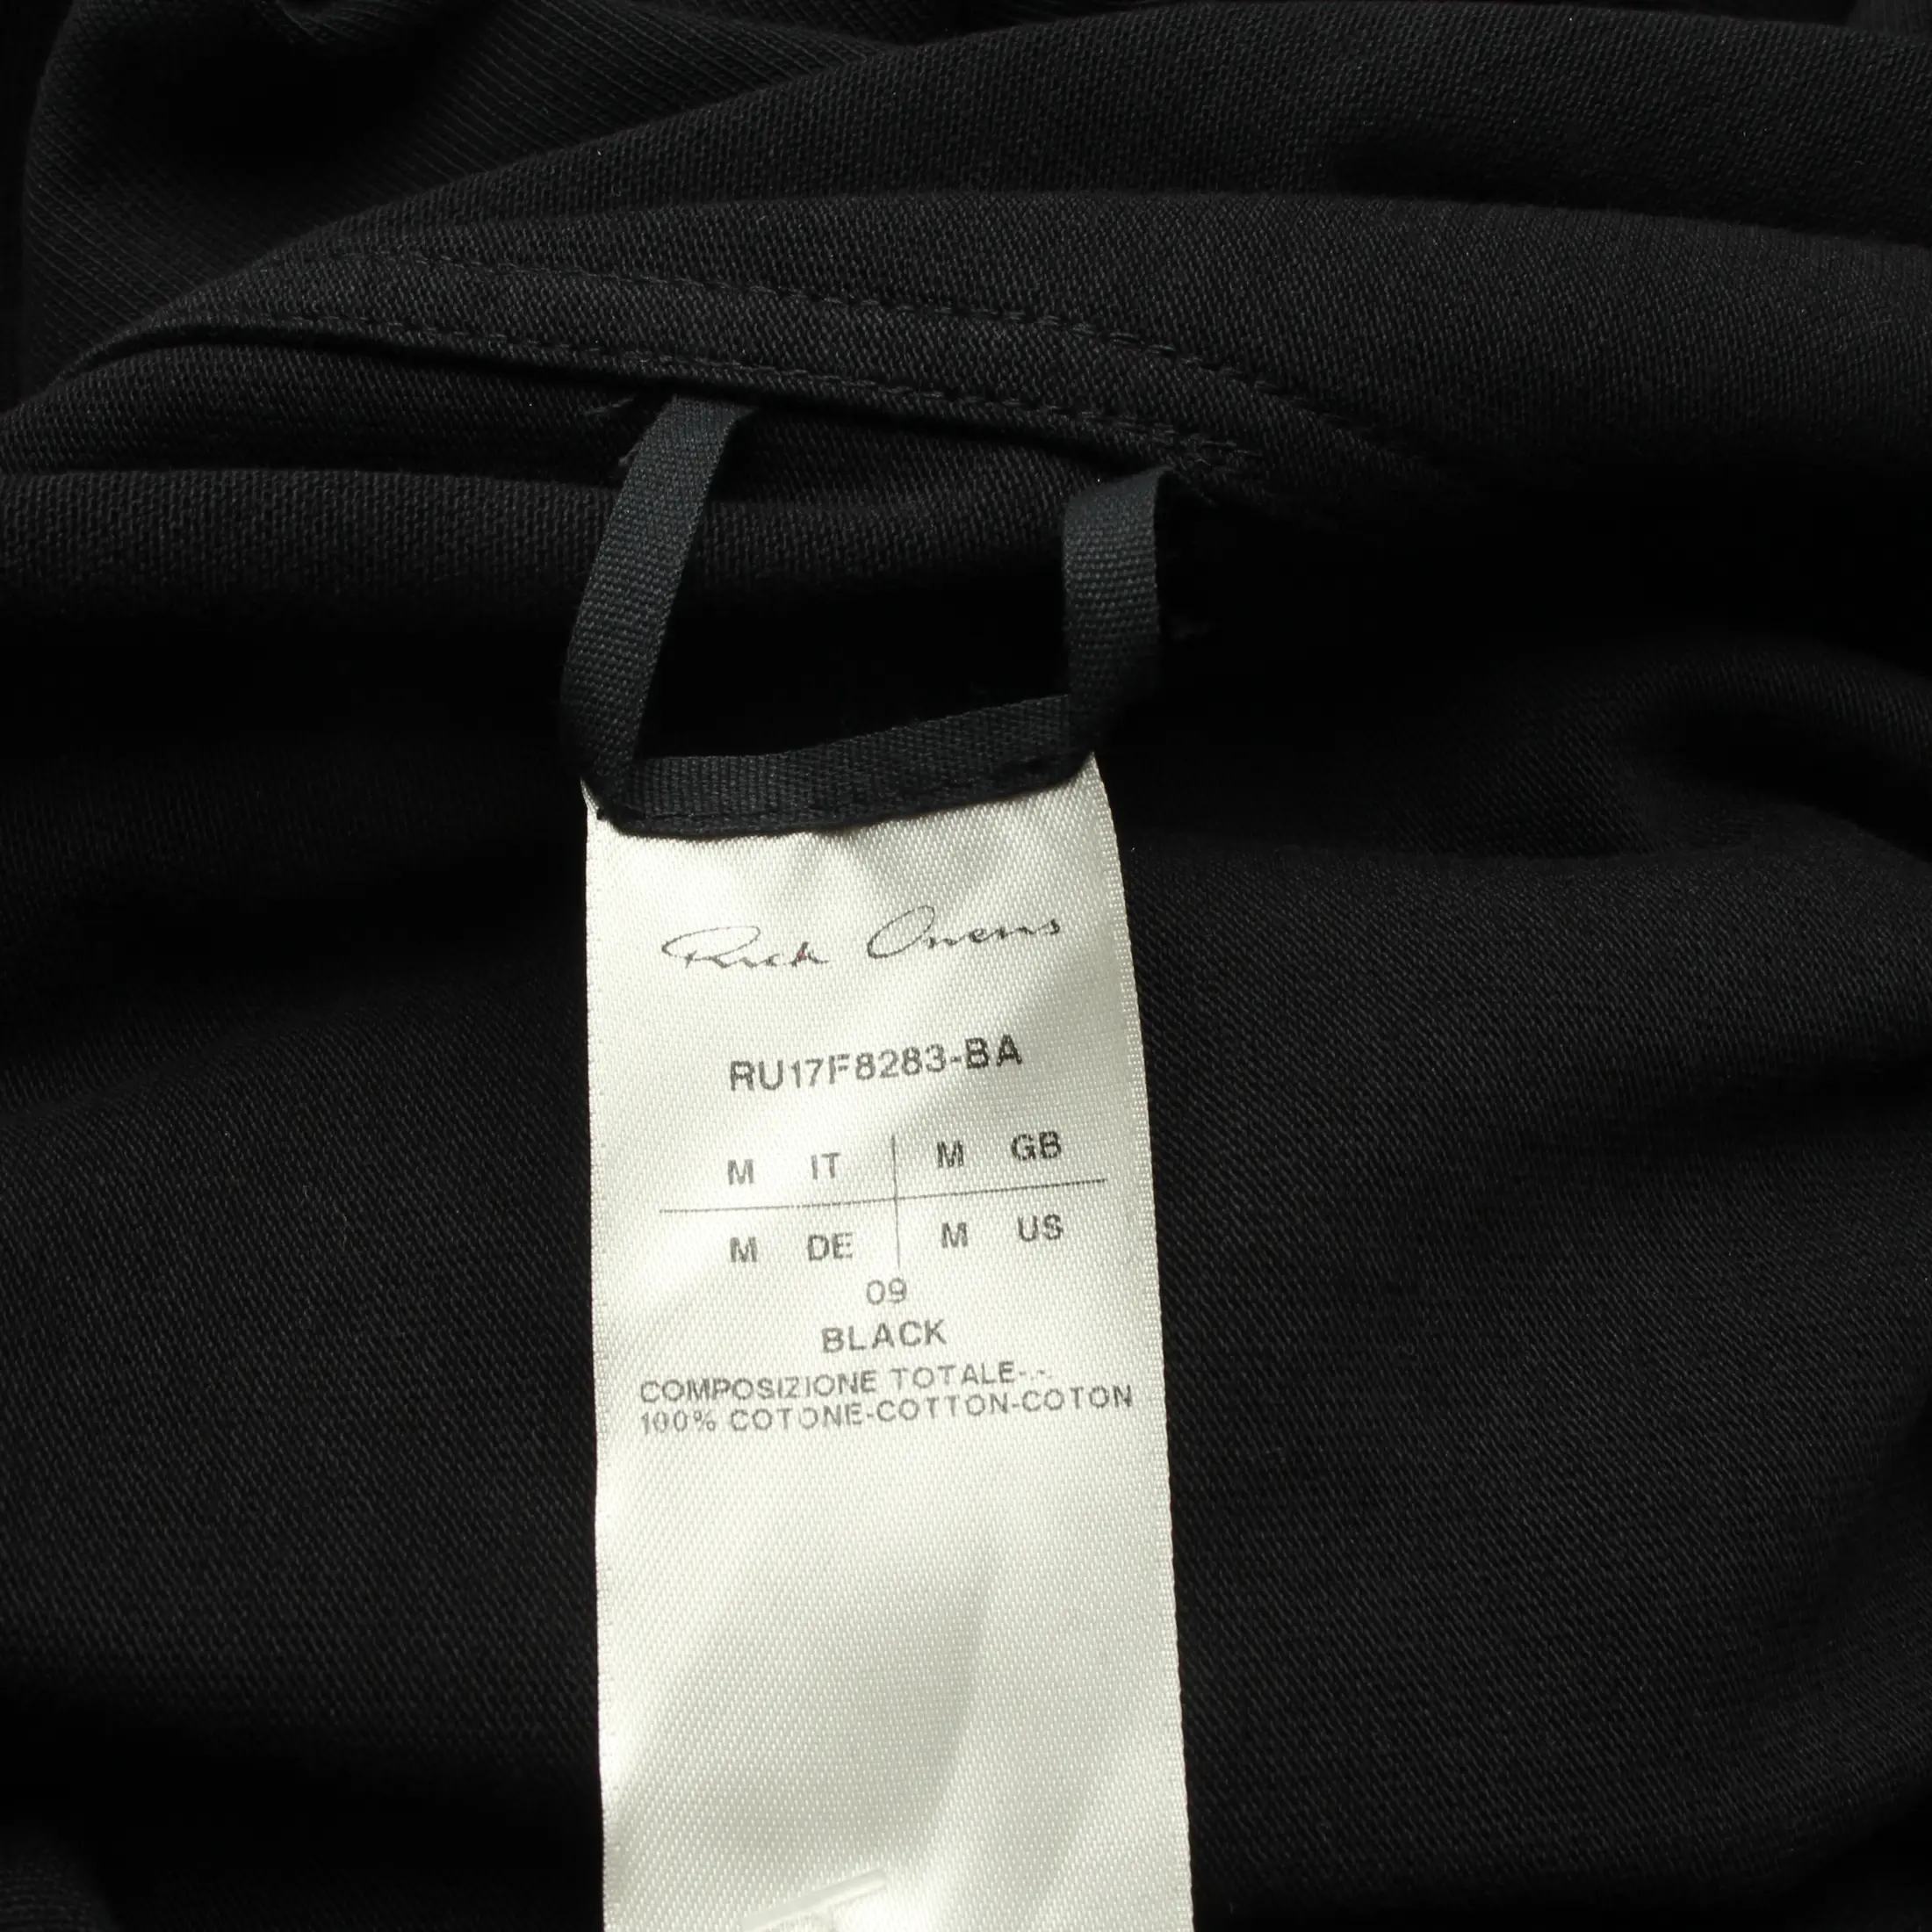 Rick Owens
RU17F8283-BA
M IT M GB
M DE M US
09
BLACK
COMPOSIZIONE TOTALE-.-.
100% COTONE-COTTON-COTON